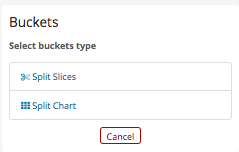 Buckets
Select buckets type
Split Slices
Split Chart
Cancel